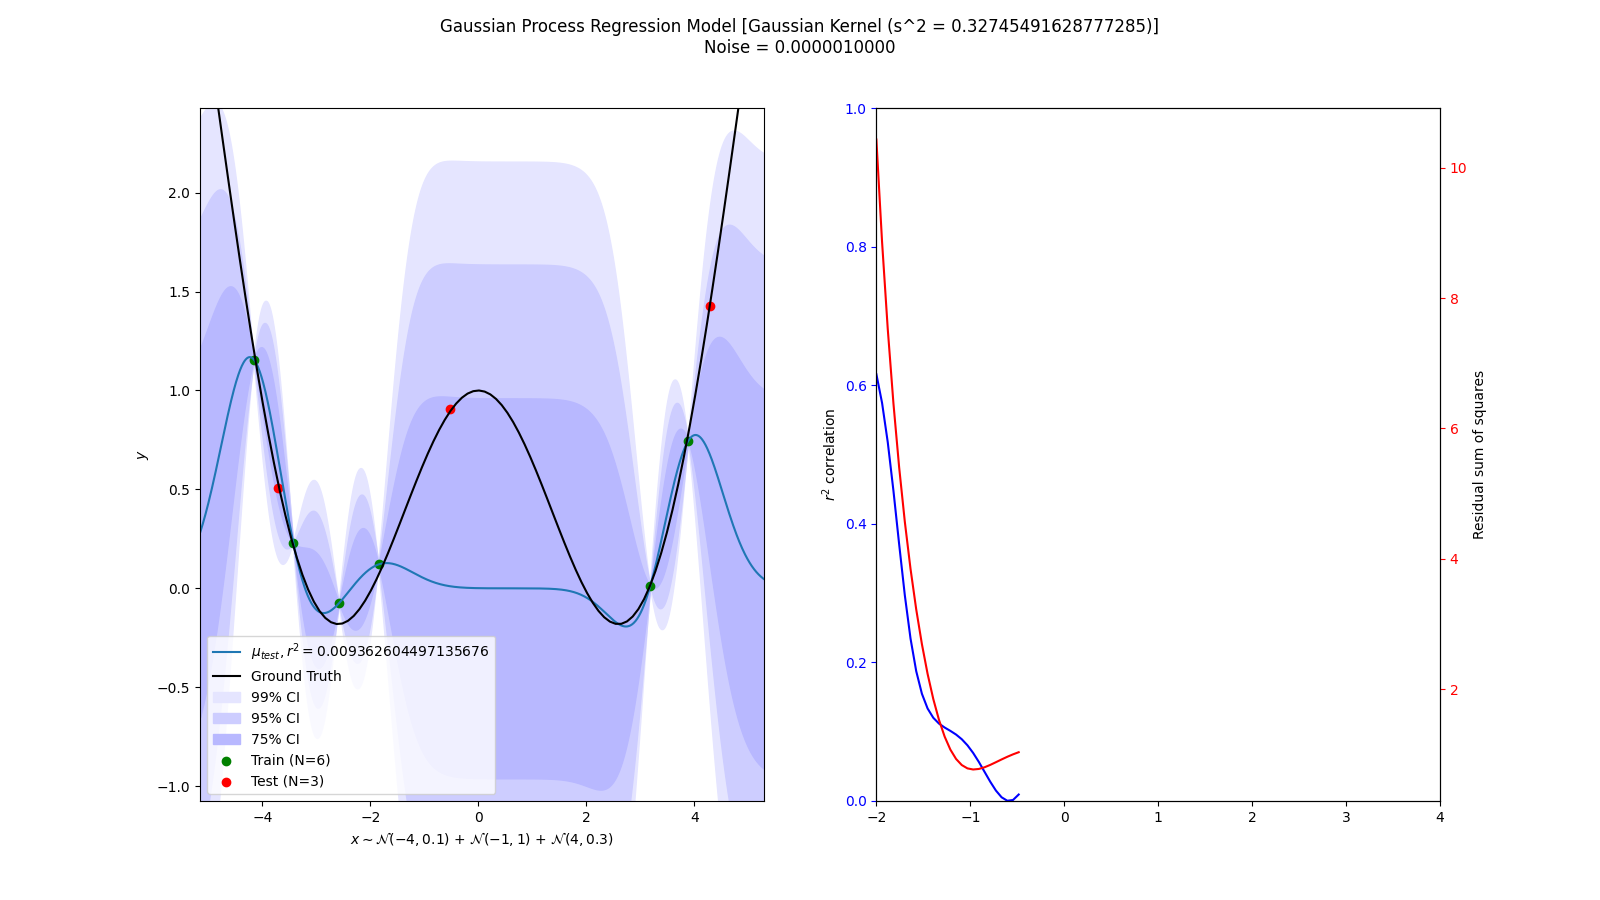 Gaussian Process Regression Model [Gaussian Kernel (s^2 = 0.32745491628777285)]
Noise = 0.0000010000
y
2.0
1.5
1.0
0.5
0.0
−0.5
−1.0
−4
−2
0
2
4
x ∼ 𝒩(−4, 0.1) + 𝒩(−1, 1) + 𝒩(4, 0.3)
μ_test, r² = 0.009362604497135676
Ground Truth
99% CI
95% CI
75% CI
Train (N=6)
Test (N=3)
r² correlation
1.0
0.8
0.6
0.4
0.2
0.0
−2
−1
0
1
2
3
4
10
8
6
4
2
Residual sum of squares